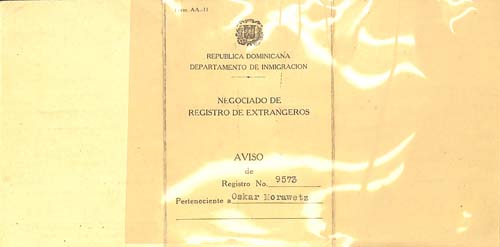 Form. AA-11
REPUBLICA DOMINICANA
DEPARTAMENTO DE INMIGRACION
NEGOCIADO DE
REGISTRO DE EXTRANGEROS
AVISO
de
Registro No. 9573
Perteneciente a Oskar Morawetz